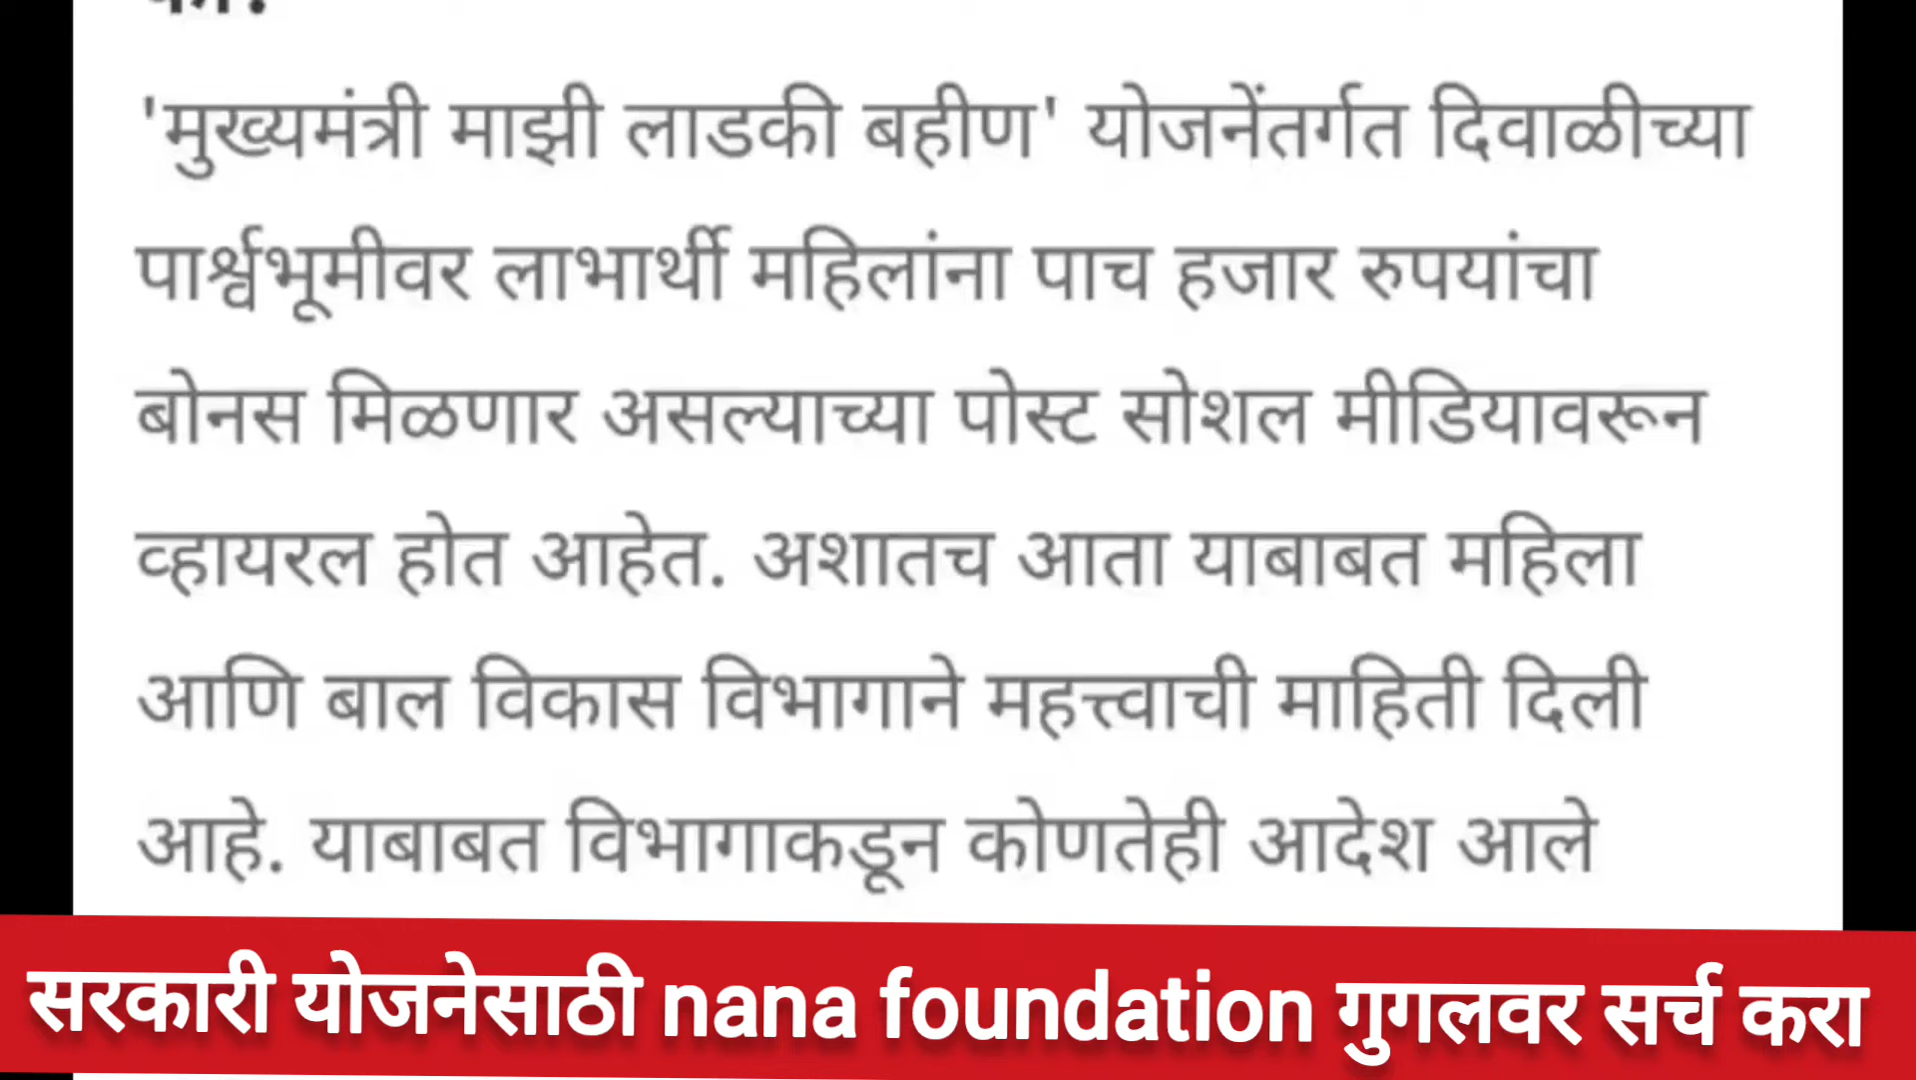 'मुख्यमंत्री माझी लाडकी बहीण' योजनेंतर्गत दिवाळीच्या
पार्श्वभूमीवर लाभार्थी महिलांना पाच हजार रुपयांचा
बोनस मिळणार असल्याच्या पोस्ट सोशल मीडियावरून
व्हायरल होत आहेत. अशातच आता याबाबत महिला
आणि बाल विकास विभागाने महत्त्वाची माहिती दिली
आहे. याबाबत विभागाकडून कोणतेही आदेश आले
सरकारी योजनेसाठी nana foundation गुगलवर सर्च करा